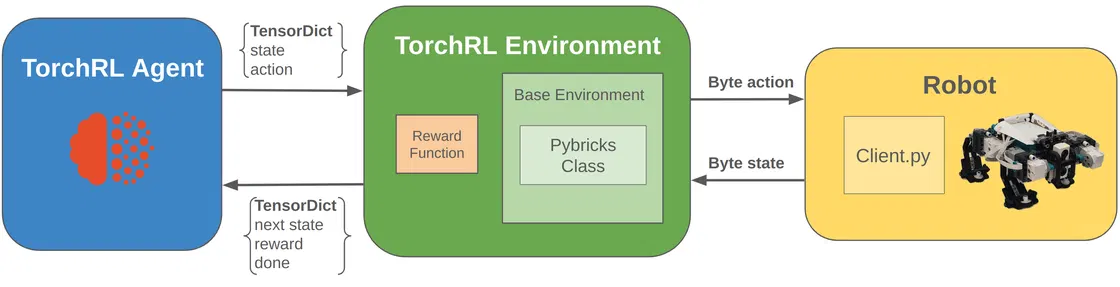 TorchRL Agent
TensorDict
state
action
TensorDict
next state
reward
done
TorchRL Environment
Reward
Function
Base Environment
Pybricks
Class
Byte action
Byte state
Robot
Client.py